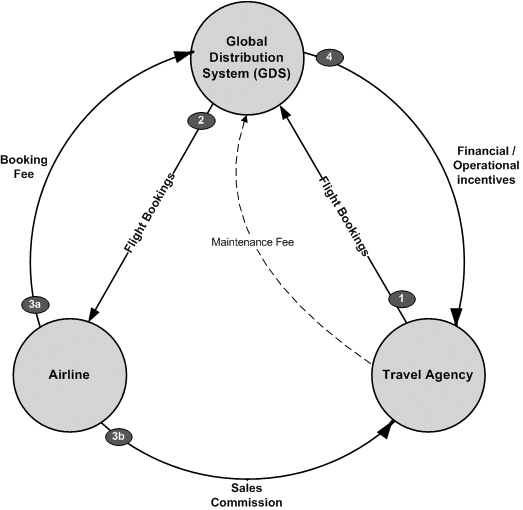 Global
Distribution
System (GDS)
4
2
Booking
Fee
Flight Bookings
Flight Bookings
Financial /
Operational
incentives
Maintenance Fee
3a
1
Airline
Travel Agency
3b
Sales
Commission